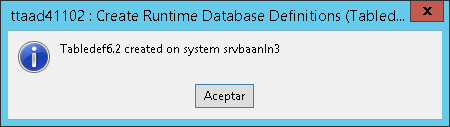 ttaad41102 : Create Runtime Database Definitions (Tabled...
x
Tabledef6.2 created on system srvbaanln3
Aceptar